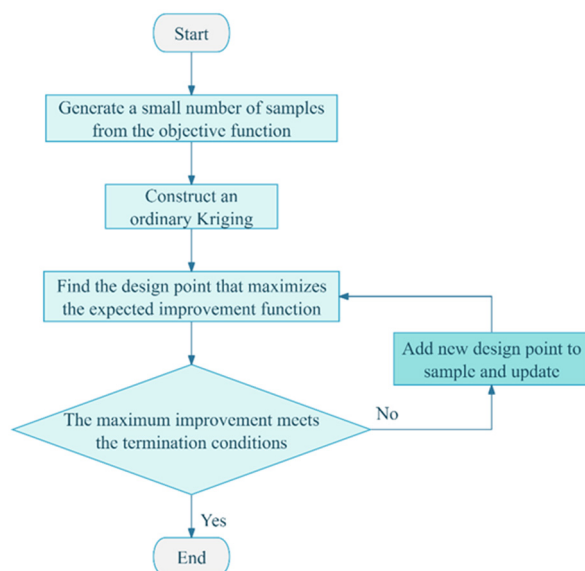 Start
Generate a small number of samples
from the objective function
Construct an
ordinary Kriging
Find the design point that maximizes
the expected improvement function
Add new design point to
sample and update
The maximum improvement meets
the termination conditions
No
Yes
End